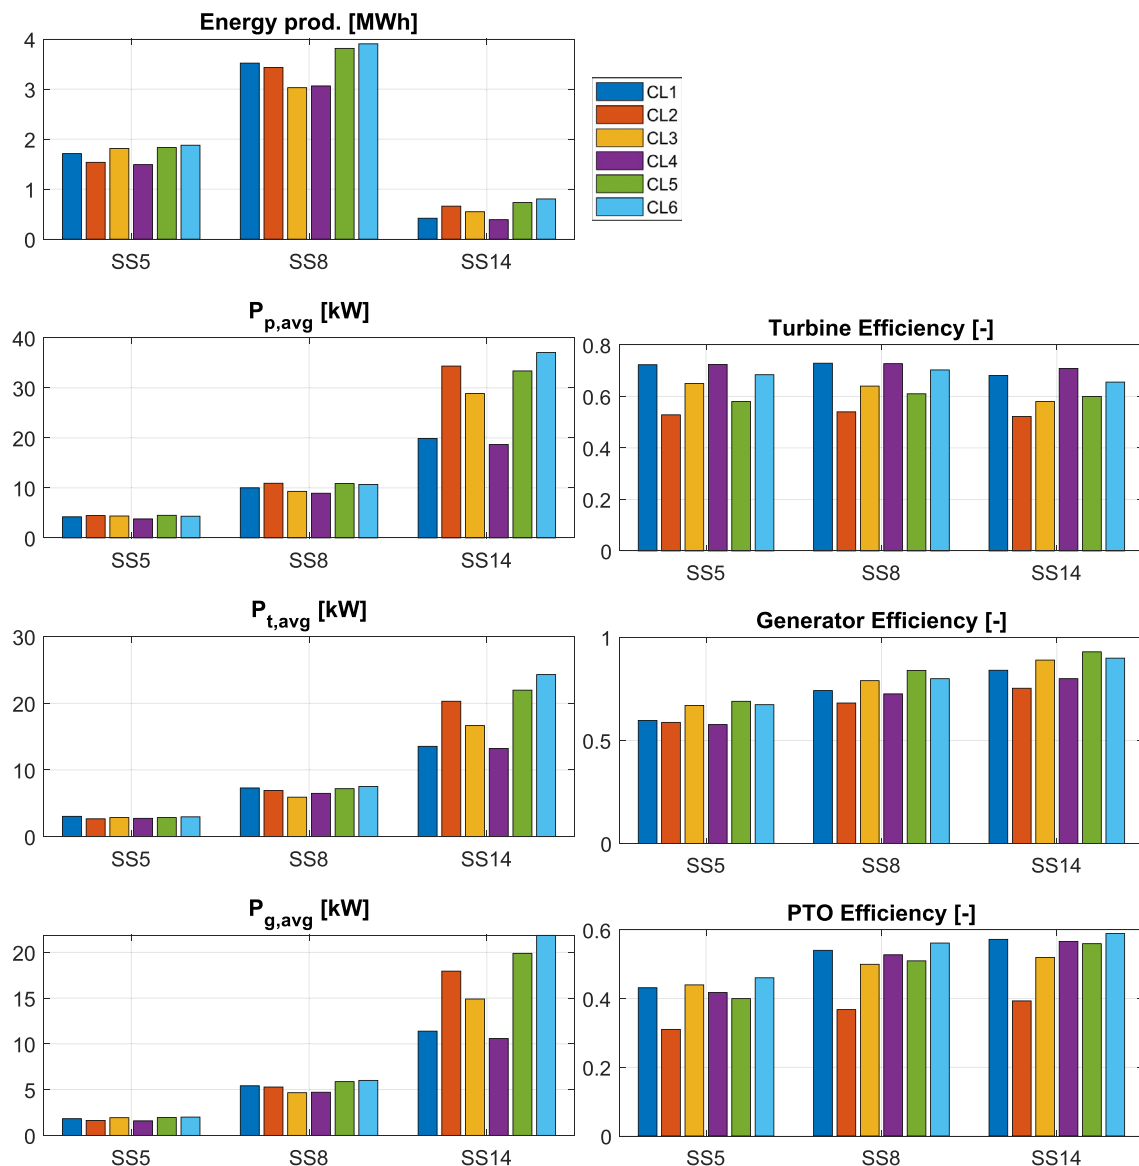 Energy prod. [MWh]
4
3
2
1
0
SS5 SS8 SS14
CL1
CL2
CL3
CL4
CL5
CL6
P_p,avg [kW]
40
30
20
10
0
SS5 SS8 SS14
Turbine Efficiency [-]
0.8
0.6
0.4
0.2
0
SS5 SS8 SS14
P_t,avg [kW]
30
20
10
0
SS5 SS8 SS14
Generator Efficiency [-]
1
0.5
0
SS5 SS8 SS14
P_g,avg [kW]
20
15
10
5
0
SS5 SS8 SS14
PTO Efficiency [-]
0.6
0.4
0.2
0
SS5 SS8 SS14